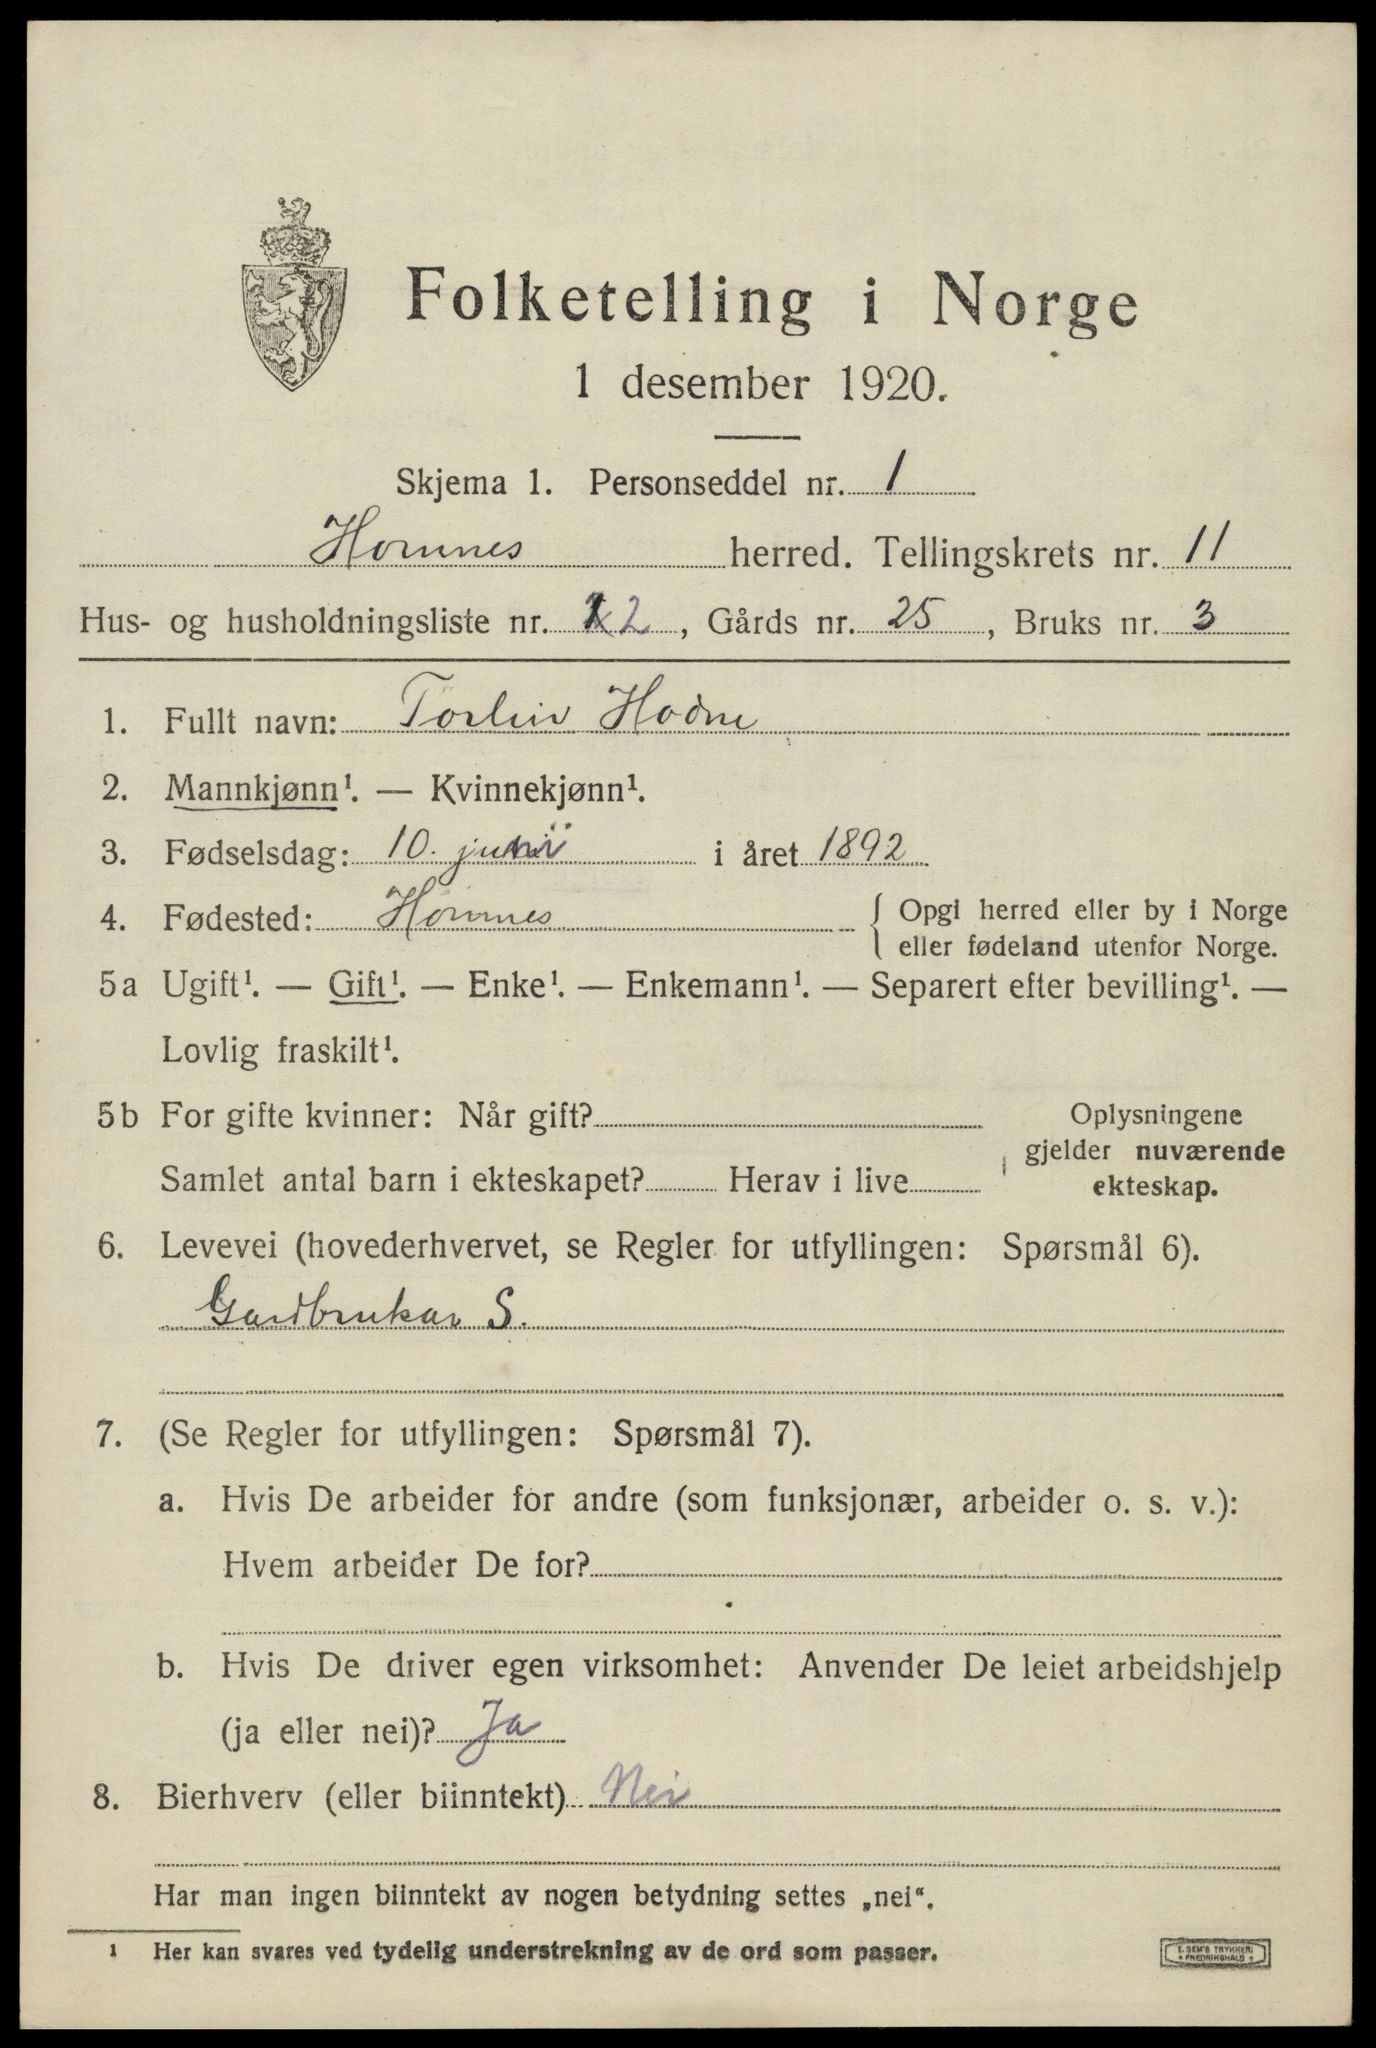 Folketelling i Norge
1 desember 1920.
Skjema 1. Personseddel nr. 1
Hornnes herred. Tellingskrets nr. 11
Hus- og husholdningsliste nr. 2, Gårds nr. 25, Bruks nr. 3
1. Fullt navn: Torleiv Hodne
2. Mannkjønn¹. — Kvinnekjønn¹.
3. Fødselsdag: 10. juni i året 1892
4. Fødested: Hornnes { Opgi herred eller by i Norge
eller fødeland utenfor Norge.
5a Ugift¹. — Gift¹. — Enke¹. — Enkemann¹. — Separert efter bevilling¹. —
Lovlig fraskilt¹.
5b For gifte kvinner: Når gift? Oplysningene
gjelder nuværende
Samlet antal barn i ekteskapet? Herav i live ekteskap.
6. Levevei (hovederhvervet, se Regler for utfyllingen: Spørsmål 6).
Gardbrukar S.
7. (Se Regler for utfyllingen: Spørsmål 7).
a. Hvis De arbeider for andre (som funksjonær, arbeider o. s. v.):
Hvem arbeider De for?
b. Hvis De driver egen virksomhet: Anvender De leiet arbeidshjelp
(ja eller nei)? Ja
8. Bierhverv (eller biinntekt) Nei
Har man ingen biinntekt av nogen betydning settes „nei“.
1 Her kan svares ved tydelig understrekning av de ord som passer.
E. SEM'S TRYKKERI
FREDRIKSHALD